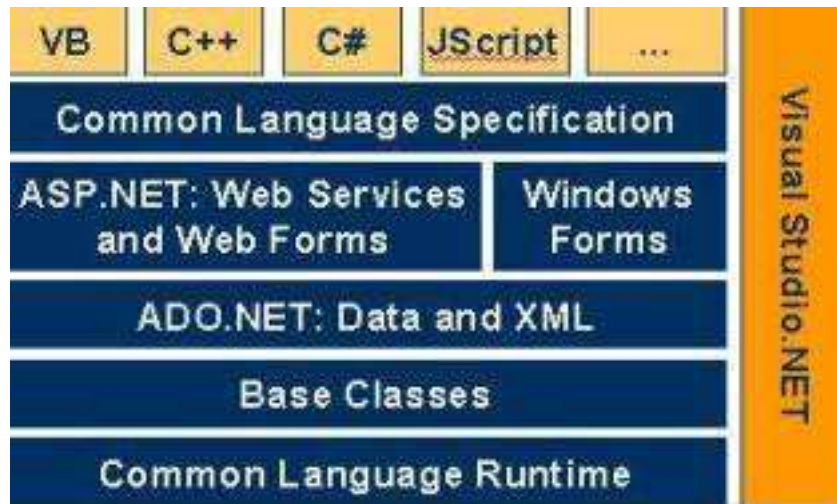 VB
C++
C#
JScript
...
Common Language Specification
ASP.NET: Web Services
and Web Forms
Windows
Forms
ADO.NET: Data and XML
Base Classes
Common Language Runtime
Visual Studio.NET